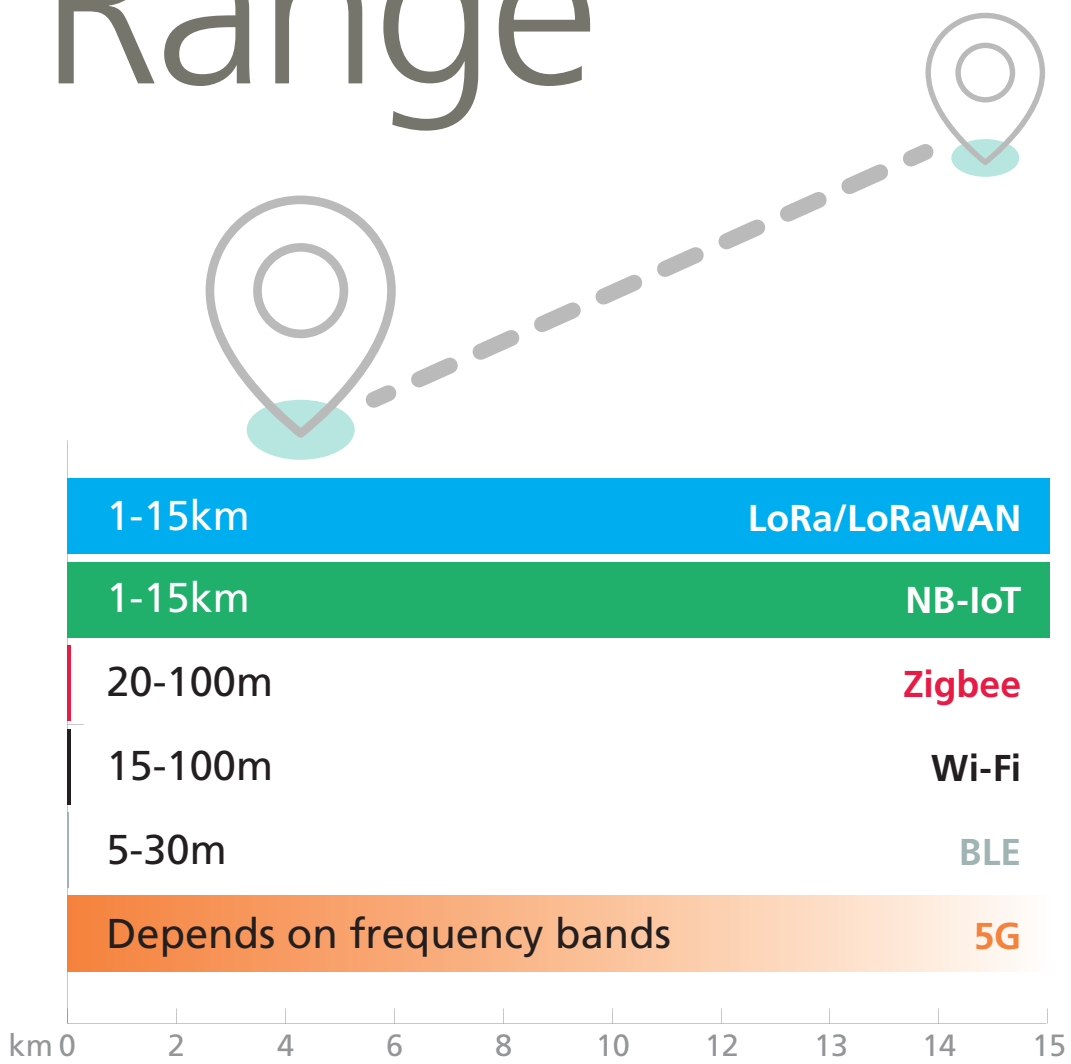 Range
1-15km LoRa/LoRaWAN
1-15km NB-IoT
20-100m Zigbee
15-100m Wi-Fi
5-30m BLE
Depends on frequency bands 5G
km 0 2 4 6 8 10 12 13 14 15